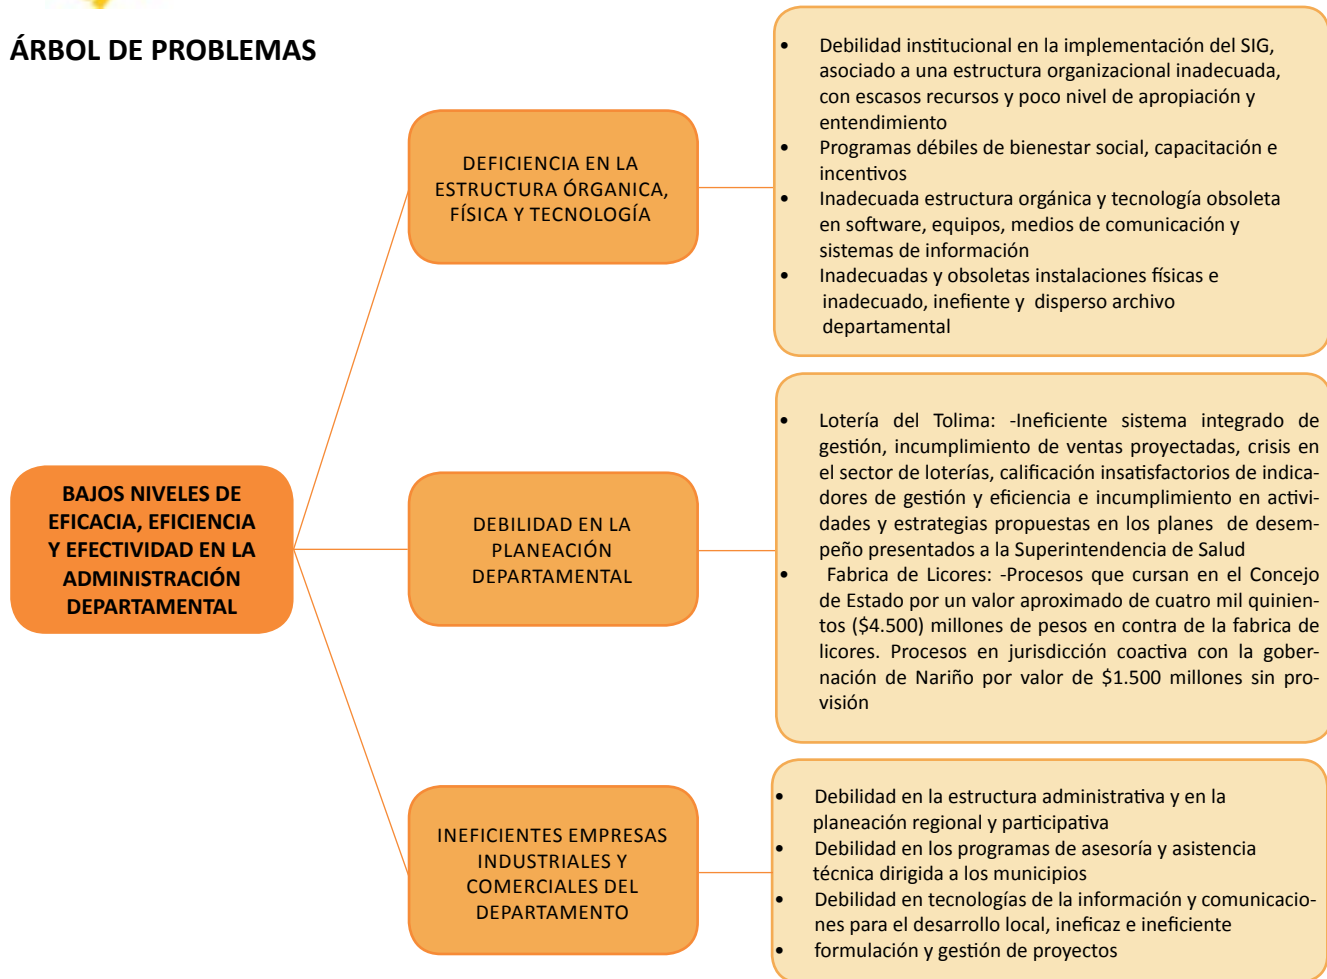 ÁRBOL DE PROBLEMAS
BAJOS NIVELES DE
EFICACIA, EFICIENCIA
Y EFECTIVIDAD EN LA
ADMINISTRACIÓN
DEPARTAMENTAL
DEFICIENCIA EN LA
ESTRUCTURA ÓRGANICA,
FÍSICA Y TECNOLOGÍA
• Debilidad institucional en la implementación del SIG,
asociado a una estructura organizacional inadecuada,
con escasos recursos y poco nivel de apropiación y
entendimiento
• Programas débiles de bienestar social, capacitación e
incentivos
• Inadecuada estructura orgánica y tecnología obsoleta
en software, equipos, medios de comunicación y
sistemas de información
• Inadecuadas y obsoletas instalaciones físicas e
inadecuado, inefiente y disperso archivo
departamental
DEBILIDAD EN LA
PLANEACIÓN
DEPARTAMENTAL
• Lotería del Tolima: -Ineficiente sistema integrado de
gestión, incumplimiento de ventas proyectadas, crisis en
el sector de loterías, calificación insatisfactorios de indica-
dores de gestión y eficiencia e incumplimiento en activi-
dades y estrategias propuestas en los planes de desem-
peño presentados a la Superintendencia de Salud
• Fabrica de Licores: -Procesos que cursan en el Concejo
de Estado por un valor aproximado de cuatro mil quinien-
tos ($4.500) millones de pesos en contra de la fabrica de
licores. Procesos en jurisdicción coactiva con la gober-
nación de Nariño por valor de $1.500 millones sin pro-
visión
INEFICIENTES EMPRESAS
INDUSTRIALES Y
COMERCIALES DEL
DEPARTAMENTO
• Debilidad en la estructura administrativa y en la
planeación regional y participativa
• Debilidad en los programas de asesoría y asistencia
técnica dirigida a los municipios
• Debilidad en tecnologías de la información y comunicacio-
nes para el desarrollo local, ineficaz e ineficiente
• formulación y gestión de proyectos